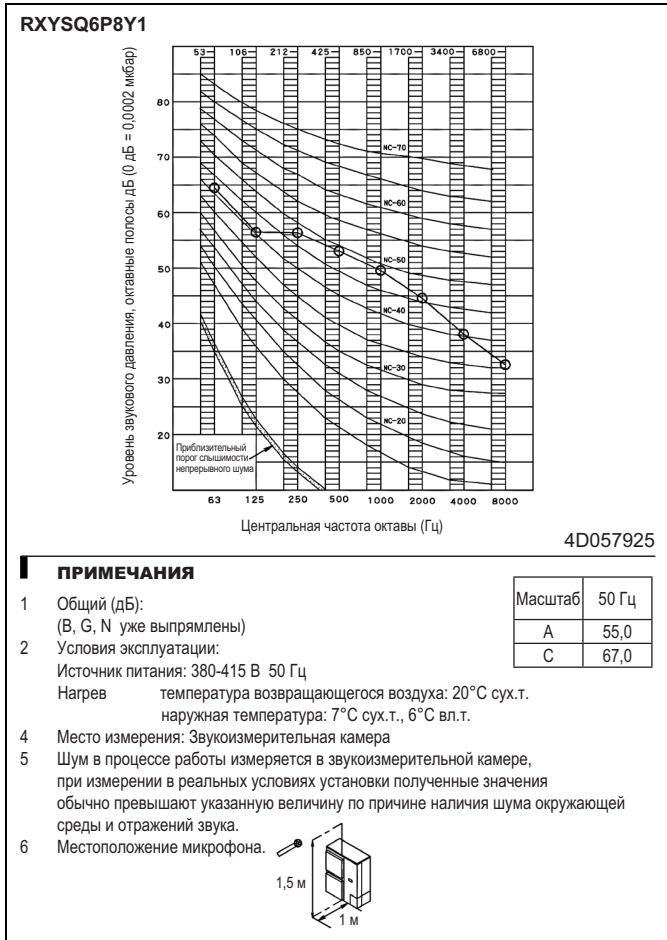 RXYSQ6P8Y1
Уровень звукового давления, октавные полосы дБ (0 дБ = 0,0002 мкбар)
53 106 212 425 850 1700 3400 6800
80
70
60
50
40
30
20
NC-70
NC-60
NC-50
NC-40
NC-30
NC-20
Приблизительный
порог слышимости
непрерывного шума
63 125 250 500 1000 2000 4000 8000
Центральная частота октавы (Гц)
4D057925
ПРИМЕЧАНИЯ
1 Общий (дБ):
(B, G, N уже выпрямлены)
Масштаб 50 Гц
A 55,0
C 67,0
2 Условия эксплуатации:
Источник питания: 380-415 В 50 Гц
Нагрев температура возвращающегося воздуха: 20°C сух.т.
наружная температура: 7°C сух.т., 6°C вл.т.
4 Место измерения: Звукоизмерительная камера
5 Шум в процессе работы измеряется в звукоизмерительной камере,
при измерении в реальных условиях установки полученные значения
обычно превышают указанную величину по причине наличия шума окружающей
среды и отражений звука.
6 Местоположение микрофона.
1,5 м
1 м